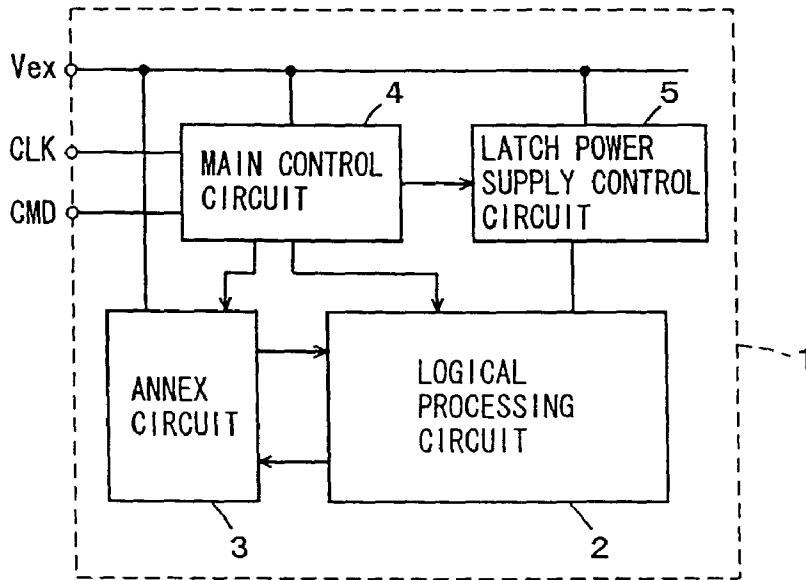 Vex
4
5
CLK
MAIN CONTROL
CIRCUIT
LATCH POWER
SUPPLY CONTROL
CIRCUIT
CMD
1
ANNEX
CIRCUIT
LOGICAL
PROCESSING
CIRCUIT
3
2